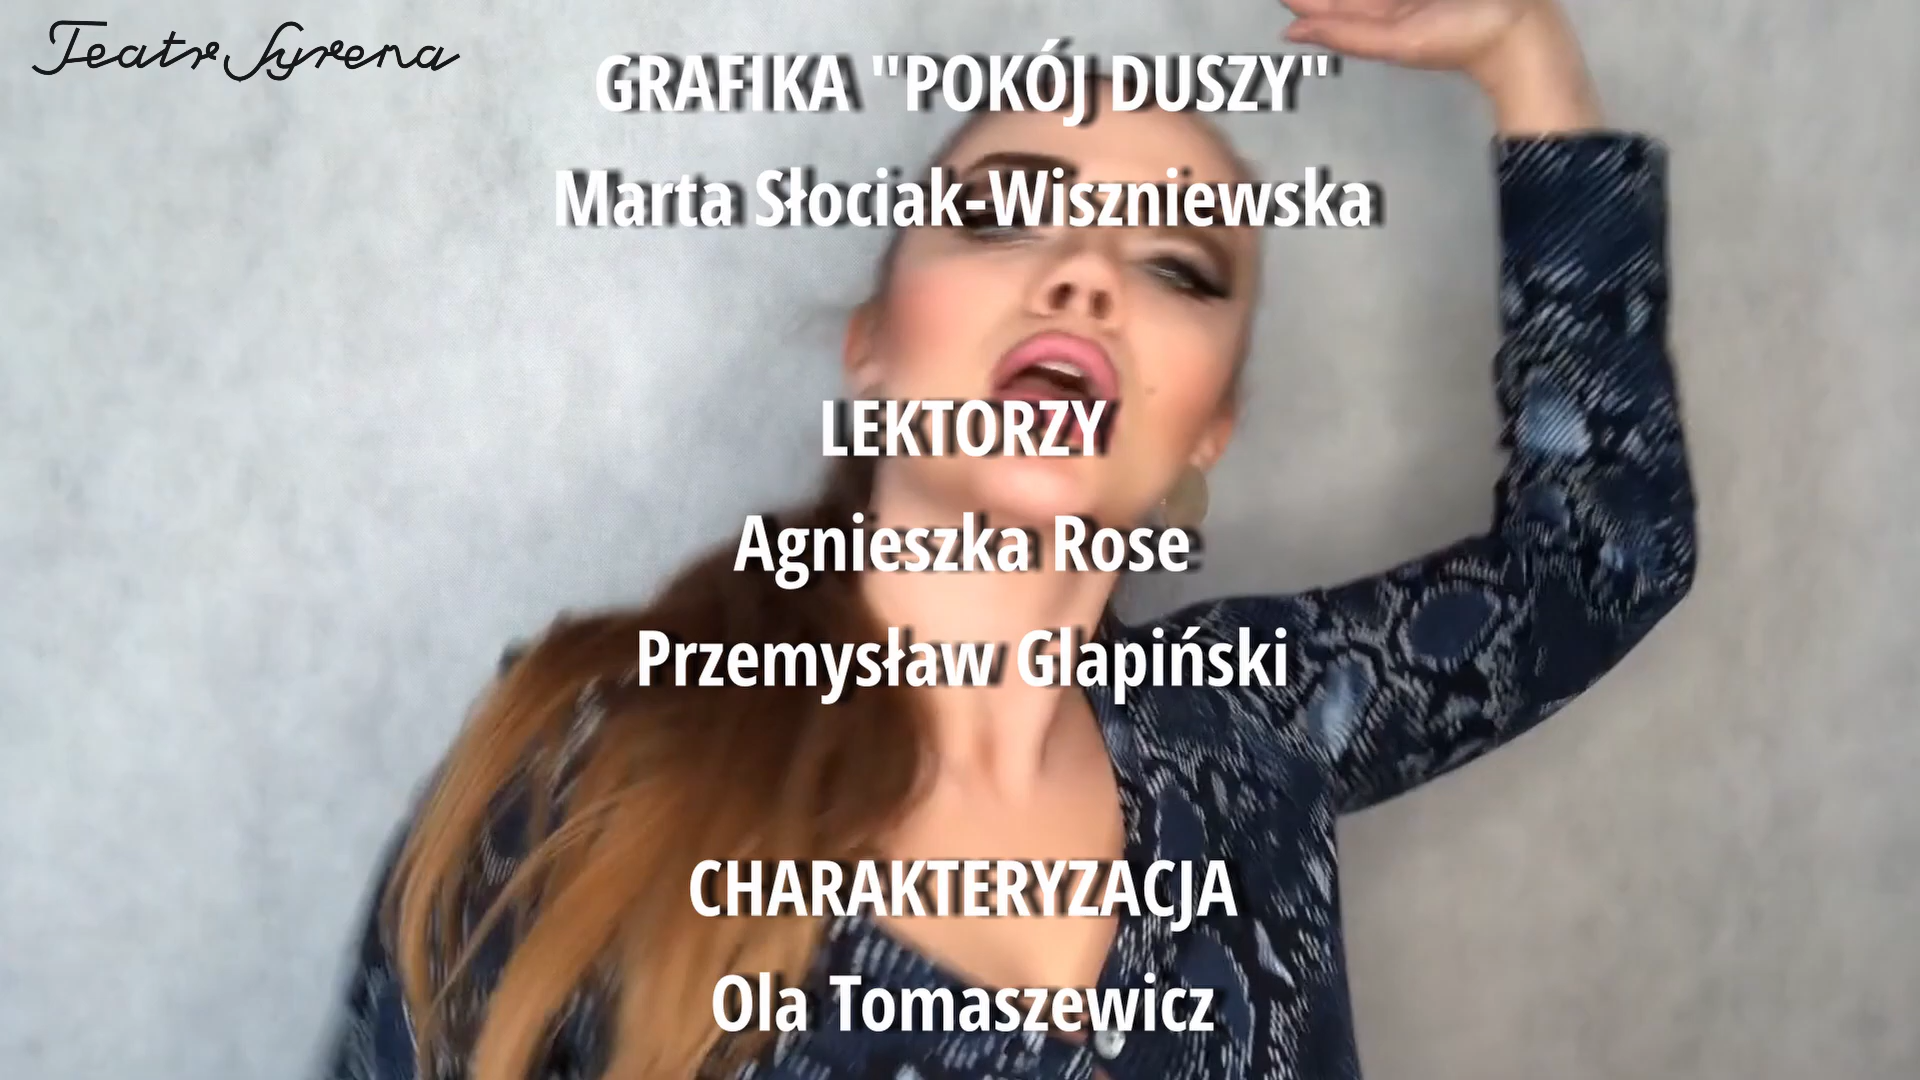 Teatr Syrena
GRAFIKA "POKÓJ DUSZY"
Marta Słociak-Wiszniewska
LEKTORZY
Agnieszka Rose
Przemysław Glapiński
CHARAKTERYZACJA
Ola Tomaszewicz